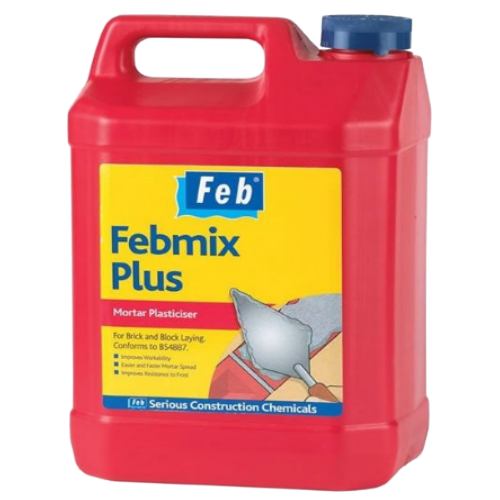 Feb®
Febmix
Plus
Mortar Plasticiser
For Brick and Block Laying.
Conforms to BS4887.
Improves Workability
Easier and Faster Mortar Spread
Improves Resistance to Frost
Feb Serious Construction Chemicals